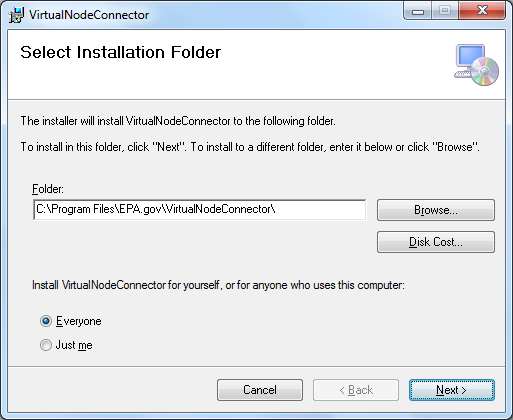 VirtualNodeConnector
Select Installation Folder
The installer will install VirtualNodeConnector to the following folder.
To install in this folder, click "Next". To install to a different folder, enter it below or click "Browse".
Folder:
C:\Program Files\EPA.gov\VirtualNodeConnector\
Browse...
Disk Cost...
Install VirtualNodeConnector for yourself, or for anyone who uses this computer:
Everyone
Just me
Cancel
< Back
Next >